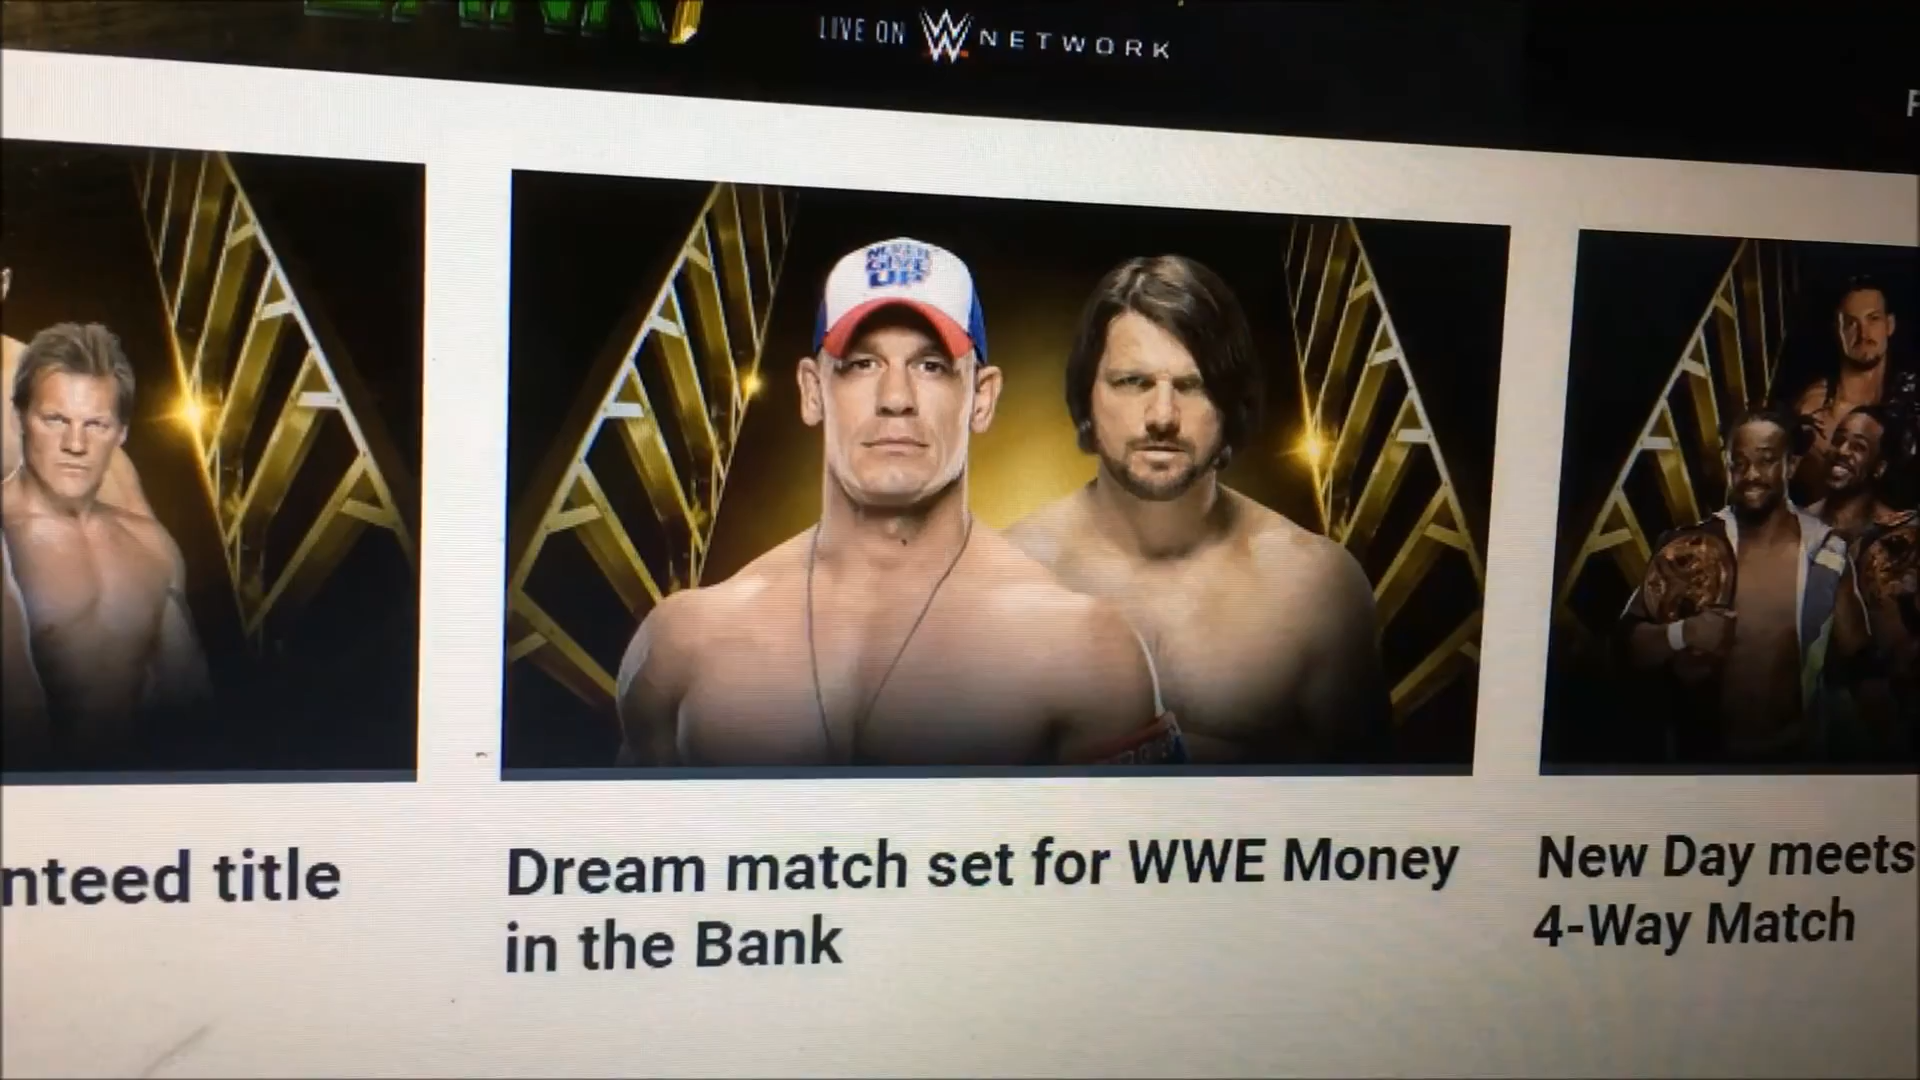 LIVE ON W NETWORK
NEVER
GIVE
UP
nteed title
Dream match set for WWE Money
in the Bank
New Day meets
4-Way Match